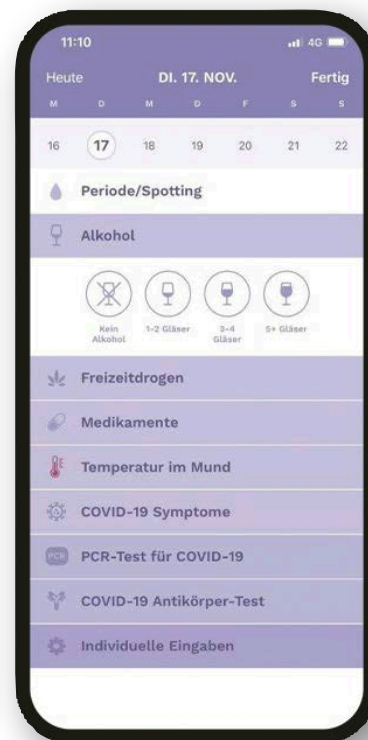 11:10 4G
Heute DI. 17. NOV. Fertig
M D M D F S S
16 17 18 19 20 21 22
Periode/Spotting
Alkohol
Kein Alkohol
1-2 Gläser
3-4 Gläser
5+ Gläser
Freizeitdrogen
Medikamente
Temperatur im Mund
COVID-19 Symptome
PCR PCR-Test für COVID-19
COVID-19 Antikörper-Test
Individuelle Eingaben